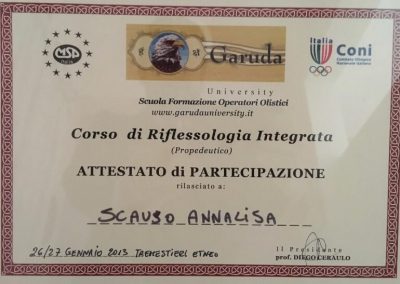 Garuda
Italia
Coni
Comitato Olimpico
Nazionale Italiano
University
Scuola Formazione Operatori Olistici
www.garudauniversity.it
Corso di Riflessologia Integrata
(Propedeutico)
ATTESTATO di PARTECIPAZIONE
rilasciato a:
SCAUSO ANNALISA
26/27 GENNAIO 2013 TREMESTIERI ETNEO
Il Presidente
prof. DIEGO CERAULO